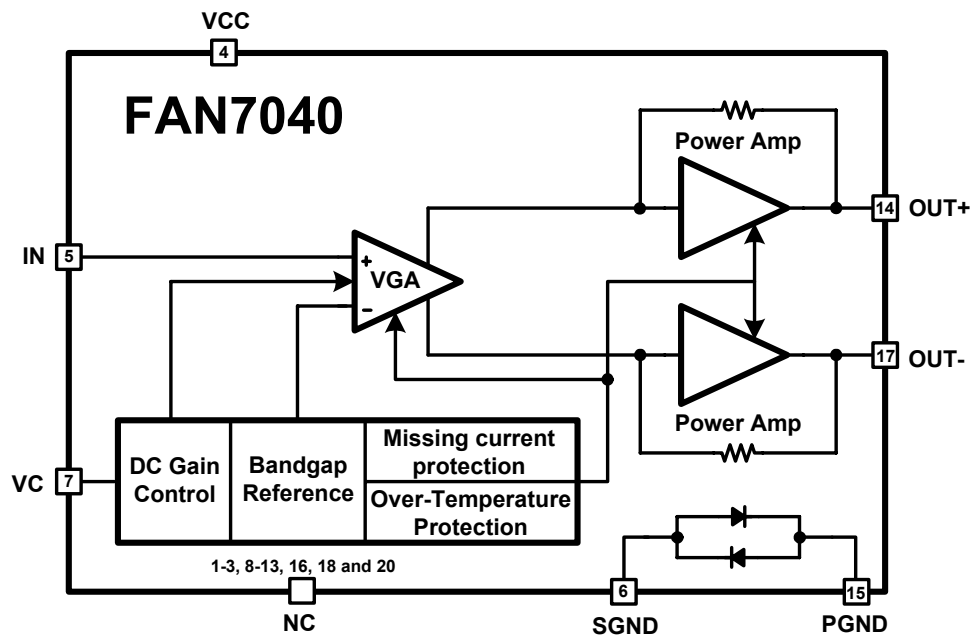 VCC
4
FAN7040
Power Amp
14 OUT+
IN 5
+
VGA
-
17 OUT-
Power Amp
VC 7
DC Gain
Control
Bandgap
Reference
Missing current
protection
Over-Temperature
Protection
1-3, 8-13, 16, 18 and 20
NC
6
SGND
15
PGND